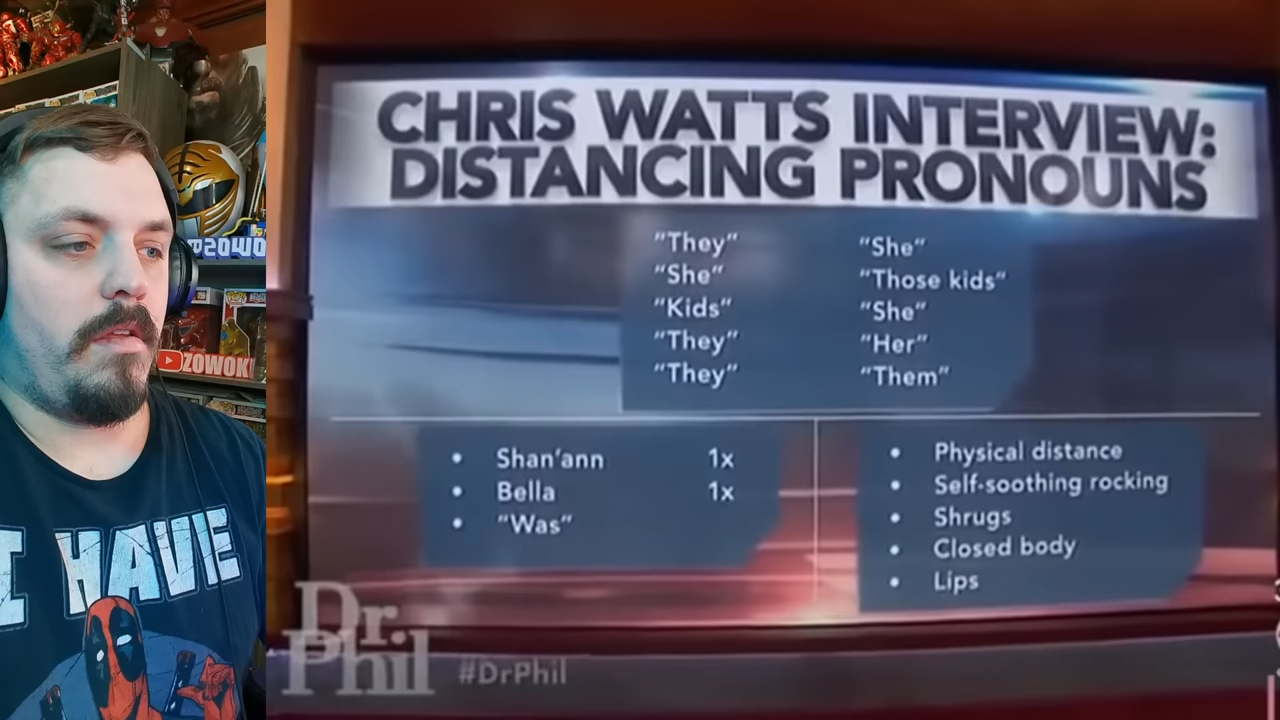 CHRIS WATTS INTERVIEW:
DISTANCING PRONOUNS
"They" "She"
"She" "Those kids"
"Kids" "She"
"They" "Her"
"They" "Them"
• Shan'ann 1x
• Bella 1x
• "Was"
• Physical distance
• Self-soothing rocking
• Shrugs
• Closed body
• Lips
Dr.
Phil
#DrPhil
ZOWOK
I HAVE